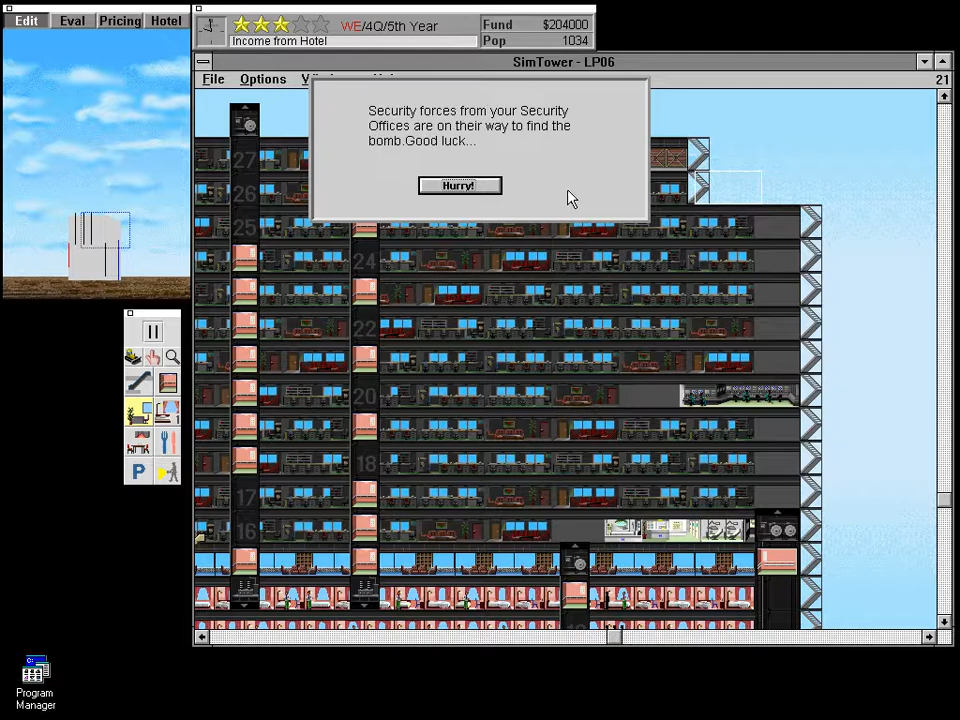 Edit Eval Pricing Hotel
WE/4Q/5th Year
Income from Hotel
Fund $204000
Pop 1034
SimTower - LP06
File Options
21
Security forces from your Security
Offices are on their way to find the
bomb.Good luck...
Hurry!
27
26
25
24
22
20
18
17
16
P
Program
Manager